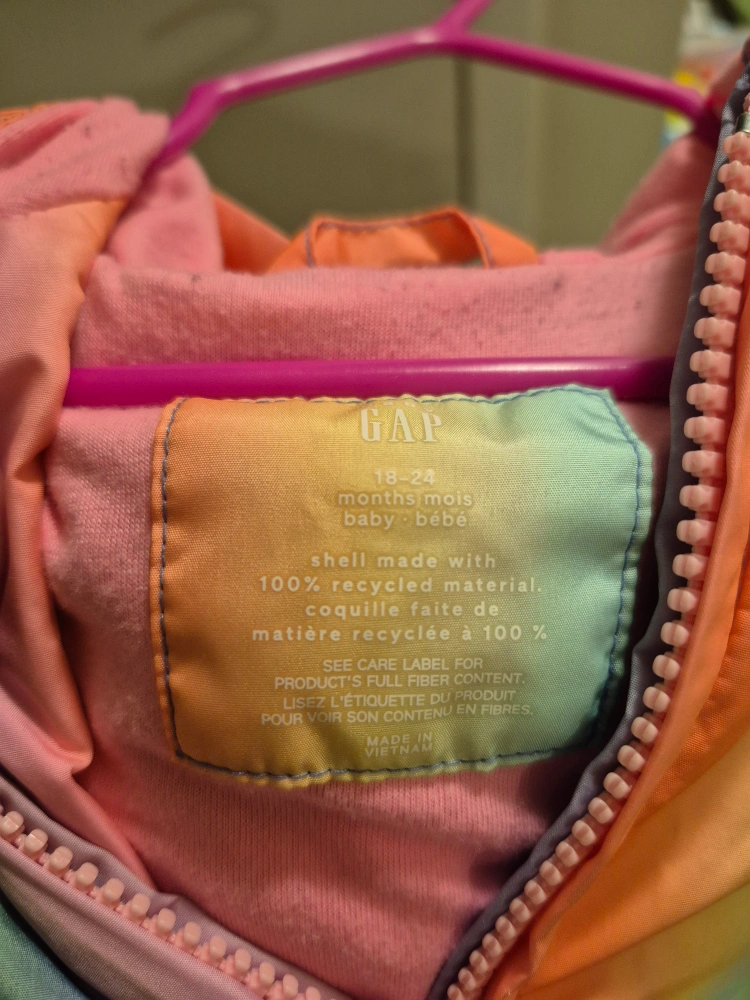 GAP
18-24
months mois
baby · bébé
shell made with
100% recycled material.
coquille faite de
matière recyclée à 100 %
SEE CARE LABEL FOR
PRODUCT'S FULL FIBER CONTENT.
LISEZ L'ÉTIQUETTE DU PRODUIT
POUR VOIR SON CONTENU EN FIBRES.
MADE IN
VIETNAM